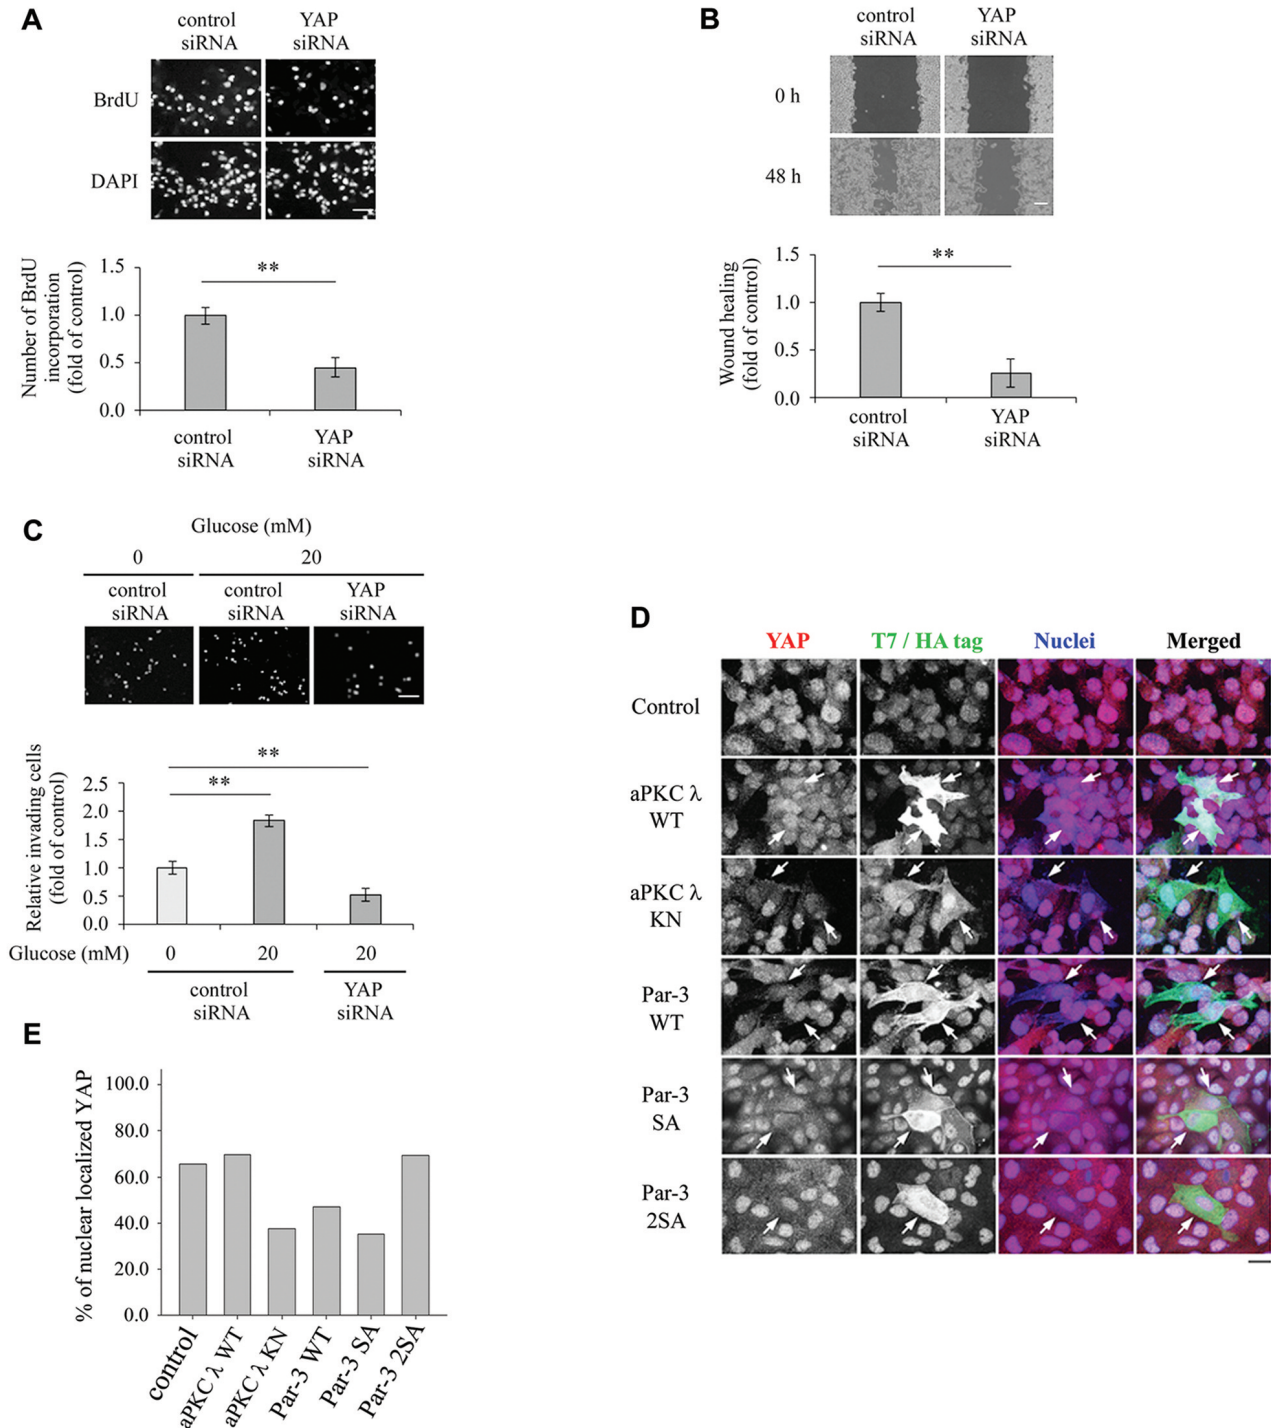 A
control
siRNA
YAP
siRNA
BrdU
DAPI
Number of BrdU
incorporation
(fold of control)
1.5
1.0
0.5
0.0
**
control
siRNA
YAP
siRNA
B
control
siRNA
YAP
siRNA
0 h
48 h
Wound healing
(fold of control)
1.5
1.0
0.5
0.0
**
control
siRNA
YAP
siRNA
C
Glucose (mM)
0
20
control
siRNA
control
siRNA
YAP
siRNA
Relative invading cells
(fold of control)
2.5
2.0
1.5
1.0
0.5
0.0
**
**
Glucose (mM)
0
20
20
control
siRNA
YAP
siRNA
D
YAP
T7 / HA tag
Nuclei
Merged
Control
aPKC λ
WT
aPKC λ
KN
Par-3
WT
Par-3
SA
Par-3
2SA
E
% of nuclear localized YAP
100.0
80.0
60.0
40.0
20.0
0.0
control
aPKC λ WT
aPKC λ KN
Par-3 WT
Par-3 SA
Par-3 2SA